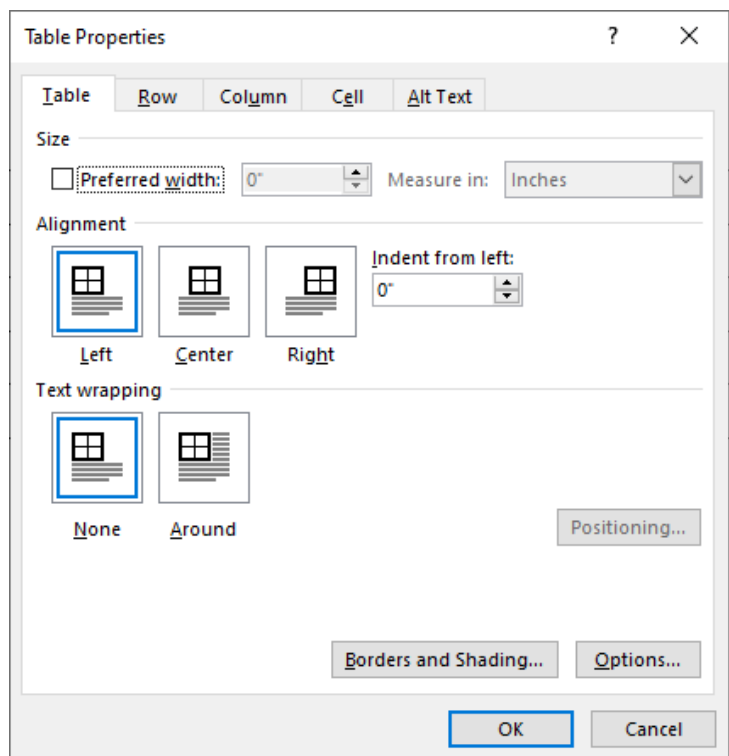 Table Properties ?
Table Row Column Cell Alt Text
Size
Preferred width: 0" Measure in: Inches
Alignment
Indent from left:
0"
Left Center Right
Text wrapping
None Around
Positioning...
Borders and Shading... Options...
OK Cancel